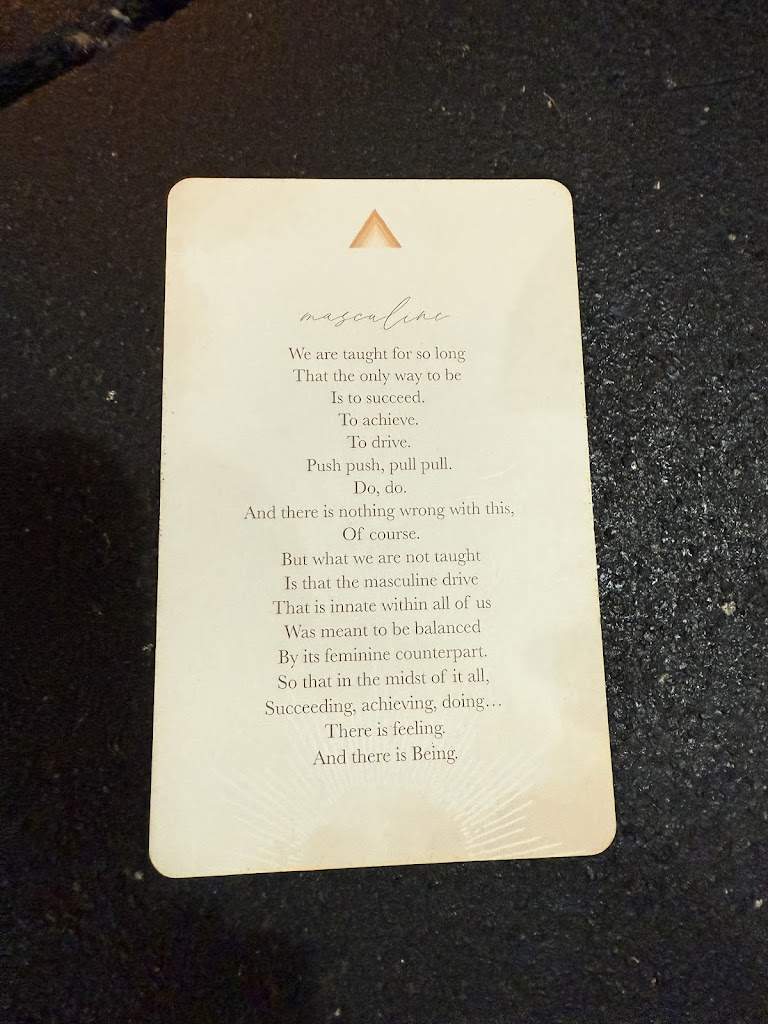 masculine
We are taught for so long
That the only way to be
Is to succeed.
To achieve.
To drive.
Push push, pull pull.
Do, do.
And there is nothing wrong with this,
Of course.
But what we are not taught
Is that the masculine drive
That is innate within all of us
Was meant to be balanced
By its feminine counterpart.
So that in the midst of it all,
Succeeding, achieving, doing…
There is feeling.
And there is Being.